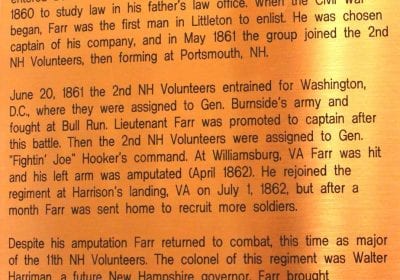 1860 to study law in his father's law office. When the Civil War
began, Farr was the first man in Littleton to enlist. He was chosen
captain of his company, and in May 1861 the group joined the 2nd
NH Volunteers, then forming at Portsmouth, NH.
June 20, 1861 the 2nd NH Volunteers entrained for Washington,
D.C., where they were assigned to Gen. Burnside's army and
fought at Bull Run. Lieutenant Farr was promoted to captain after
this battle. Then the 2nd NH Volunteers were assigned to Gen.
"Fightin' Joe" Hooker's command. At Williamsburg, VA Farr was hit
and his left arm was amputated (April 1862). He rejoined the
regiment at Harrison's landing, VA on July 1, 1862, but after a
month Farr was sent home to recruit more soldiers.
Despite his amputation Farr returned to combat, this time as major
of the 11th NH Volunteers. The colonel of this regiment was Walter
Harriman, a future New Hampshire governor. Farr brought